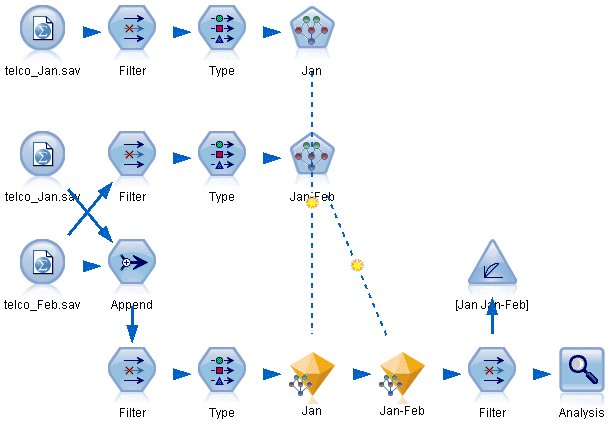 telco_Jan.sav Filter Type Jan
telco_Jan.sav Filter Type Jan-Feb
telco_Feb.sav Append [Jan Jan-Feb]
Filter Type Jan Jan-Feb Filter Analysis